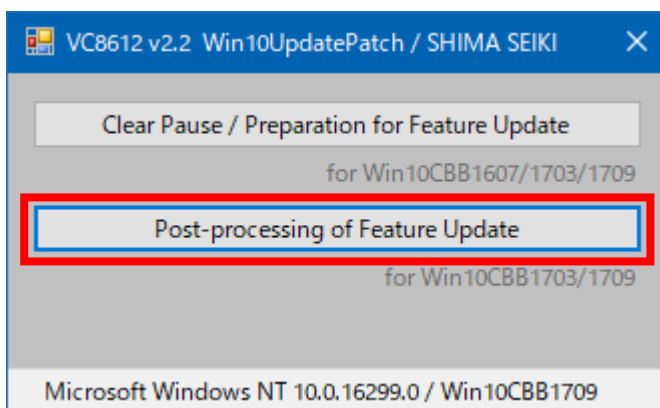 VC8612 v2.2 Win10UpdatePatch / SHIMA SEIKI
Clear Pause / Preparation for Feature Update
for Win10CBB1607/1703/1709
Post-processing of Feature Update
for Win10CBB1703/1709
Microsoft Windows NT 10.0.16299.0 / Win10CBB1709